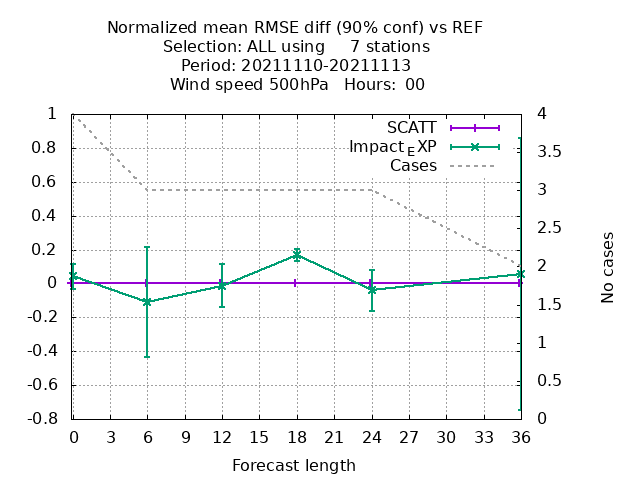 Normalized mean RMSE diff (90% conf) vs REF
Selection: ALL using 7 stations
Period: 20211110-20211113
Wind speed 500hPa Hours: 00
SCATT
Impact_EXP
Cases
1
0.8
0.6
0.4
0.2
0
-0.2
-0.4
-0.6
-0.8
4
3.5
3
2.5
2
1.5
1
0.5
0
No cases
0 3 6 9 12 15 18 21 24 27 30 33 36
Forecast length